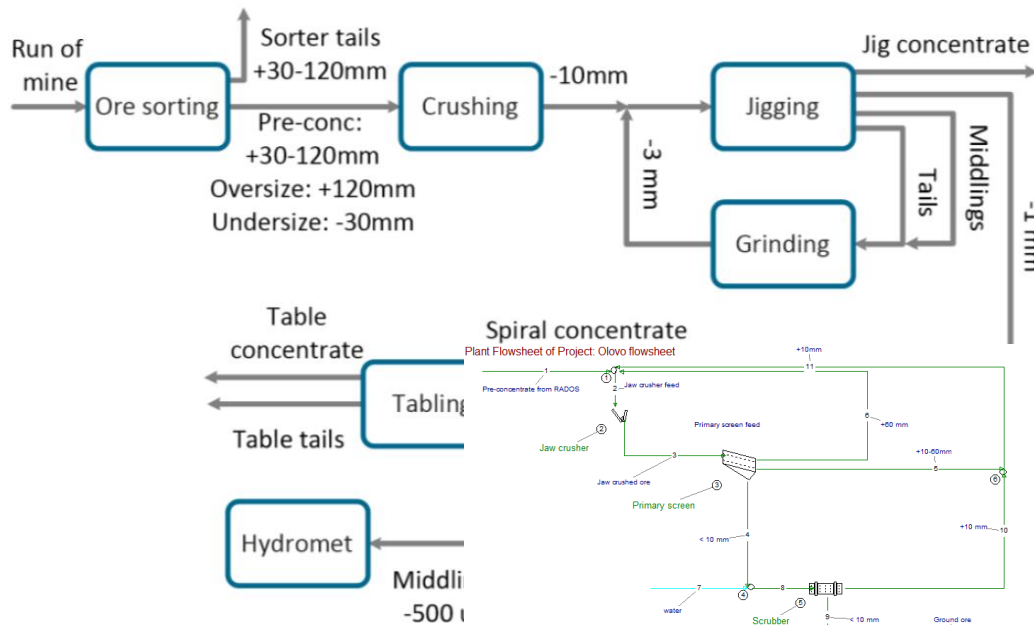 Run of
mine
Ore sorting
Sorter tails
+30-120mm
Pre-conc:
+30-120mm
Oversize: +120mm
Undersize: -30mm
Crushing
-10mm
Jigging
Jig concentrate
Middlings
Tails
-3 mm
Grinding
-1 mm
Table
concentrate
Table tails
Spiral concentrate
Tabling
Hydromet
-500
Plant Flowsheet of Project: Olovo flowsheet
+10mm
11
1
Pre-concentrate from RADOS
1
2
Jaw crusher feed
2
Jaw crusher
3
Jaw crushed ore
Primary screen feed
3
Primary screen
6
+60 mm
+10-60mm
5
6
+10 mm
10
< 10 mm
4
7
water
4
8
5
Scrubber
9
< 10 mm
Ground ore